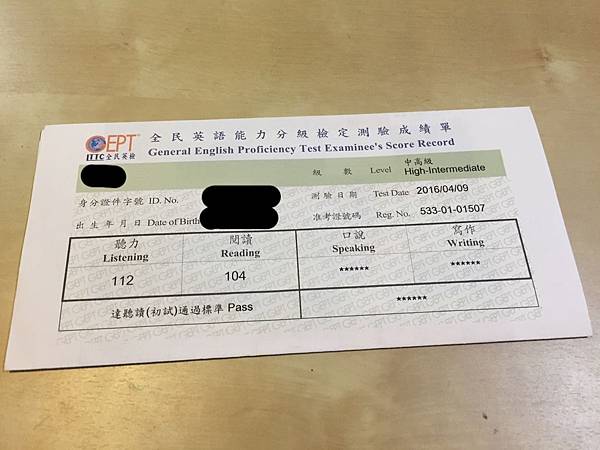 GEPT
LTTC全民英檢
全民英語能力分級檢定測驗成績單
General English Proficiency Test Examinee's Score Record
級數 Level 中高級 High-Intermediate
身分證件字號 ID. No.
測驗日期 Test Date 2016/04/09
出生年月日 Date of Birth
准考證號碼 Reg. No. 533-01-01507
聽力 閱讀 口說 寫作
Listening Reading Speaking Writing
112 104 ****** ******
達聽讀(初試)通過標準 Pass ******